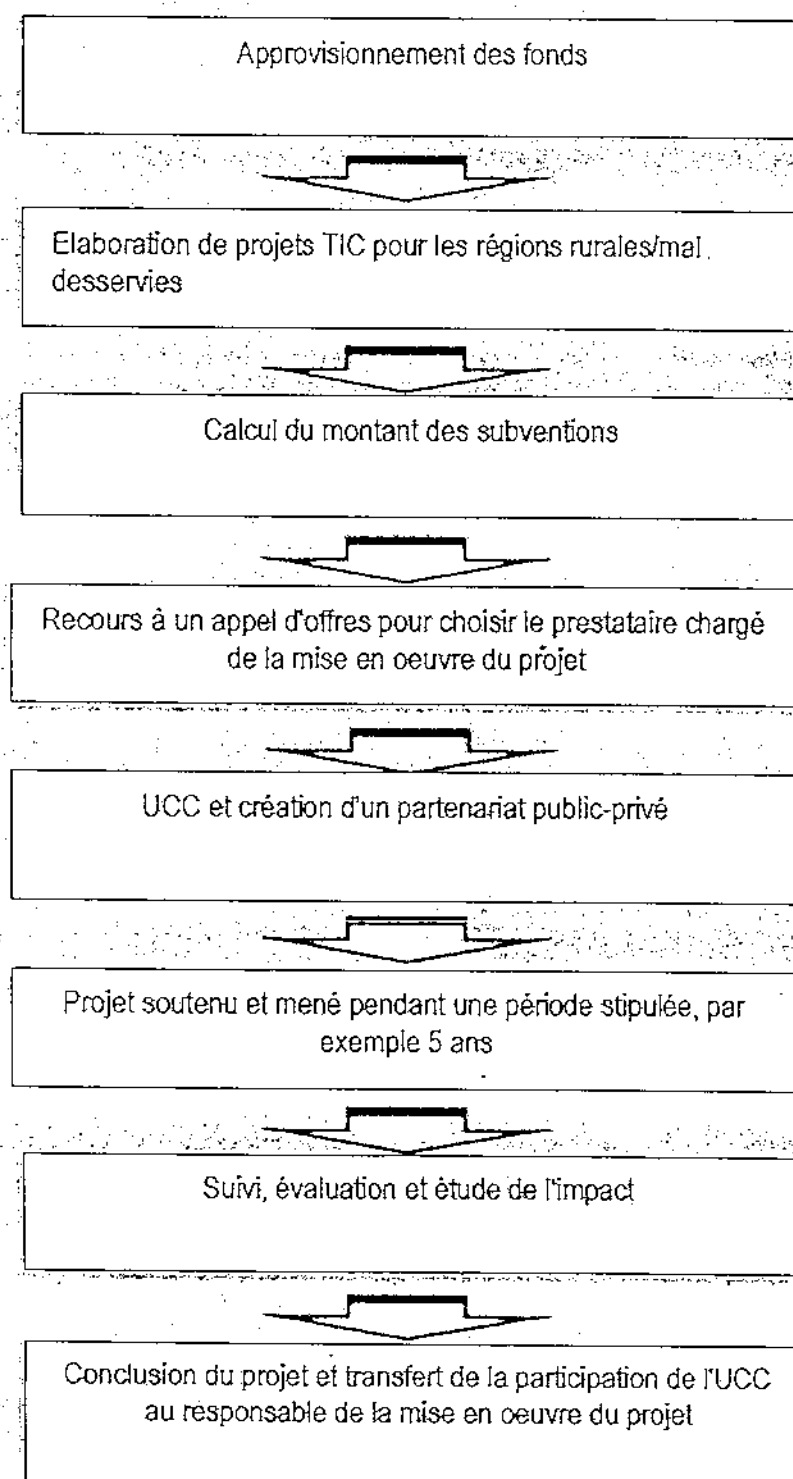 Approvisionnement des fonds
Elaboration de projets TIC pour les régions rurales/mal
desservies
Calcul du montant des subventions
Recours à un appel d'offres pour choisir le prestataire chargé
de la mise en oeuvre du projet
UCC et création d'un partenariat public-privé
Projet soutenu et mené pendant une période stipulée, par
exemple 5 ans
Suivi, évaluation et étude de l'impact
Conclusion du projet et transfert de la participation de l'UCC
au responsable de la mise en oeuvre du projet